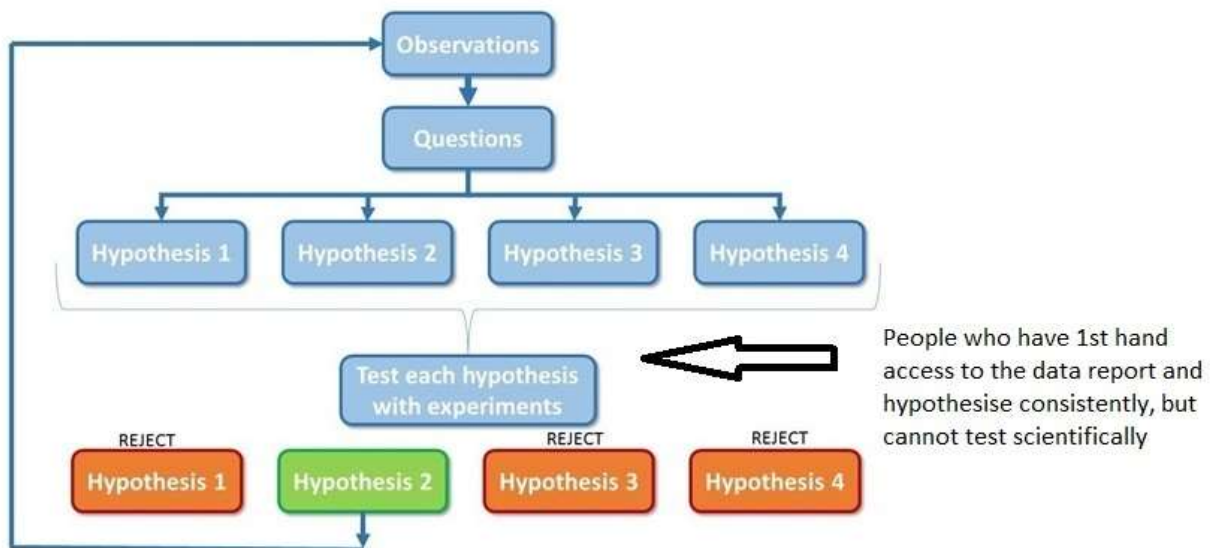 Observations
Questions
Hypothesis 1
Hypothesis 2
Hypothesis 3
Hypothesis 4
Test each hypothesis
with experiments
People who have 1st hand
access to the data report and
hypothesise consistently, but
cannot test scientifically
REJECT
Hypothesis 1
Hypothesis 2
REJECT
Hypothesis 3
REJECT
Hypothesis 4